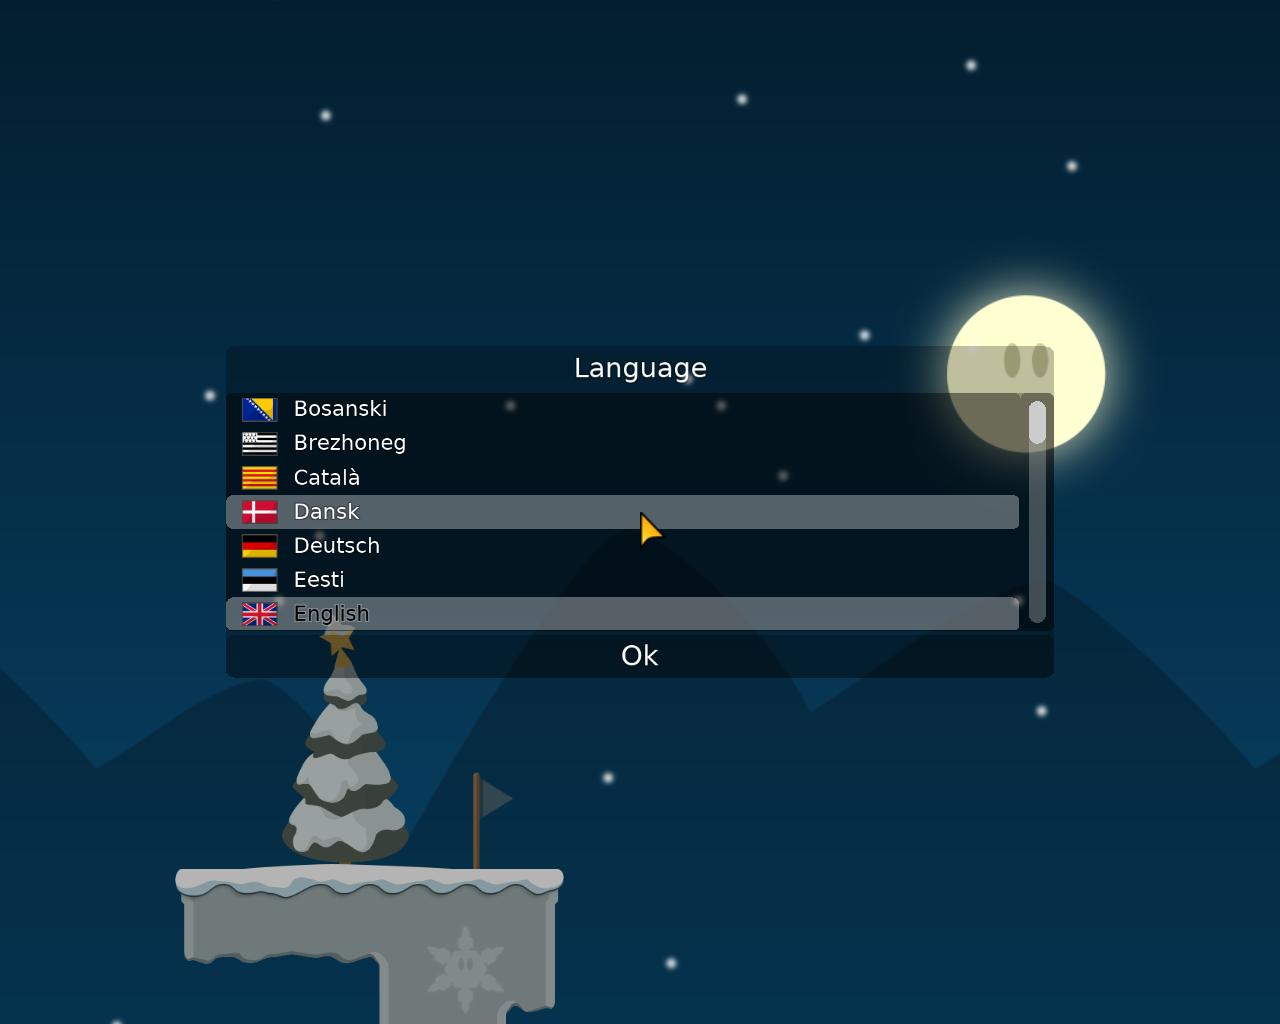 Language
Bosanski
Brezhoneg
Català
Dansk
Deutsch
Eesti
English
Ok